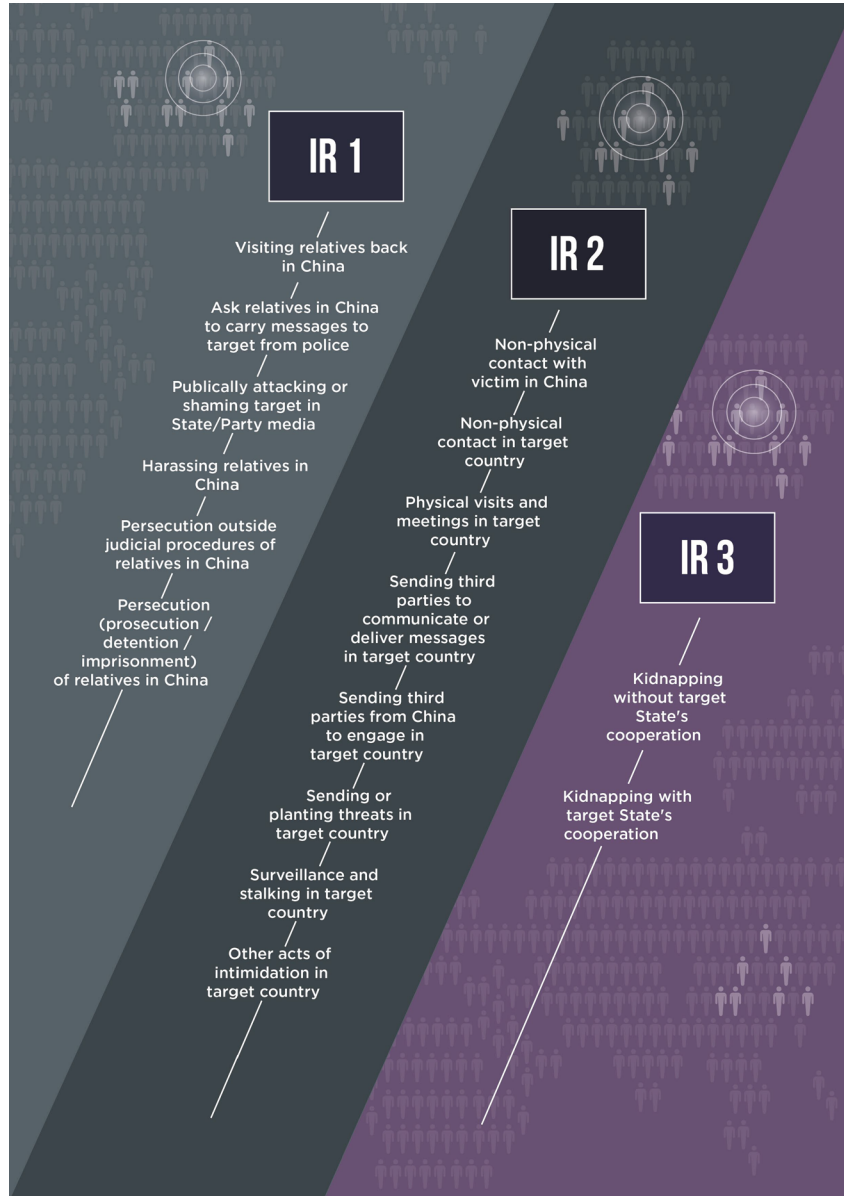 IR 1
Visiting relatives back
in China
Ask relatives in China
to carry messages to
target from police
Publically attacking or
shaming target in
State/Party media
Harassing relatives in
China
Persecution outside
judicial procedures of
relatives in China
Persecution
(prosecution /
detention /
imprisonment)
of relatives in China
IR 2
Non-physical
contact with
victim in China
Non-physical
contact in target
country
Physical visits and
meetings in target
country
Sending third
parties to
communicate or
deliver messages
in target country
Sending third
parties from China
to engage in
target country
Sending or
planting threats in
target country
Surveillance and
stalking in target
country
Other acts of
intimidation in
target country
IR 3
Kidnapping
without target
State's
cooperation
Kidnapping with
target State's
cooperation